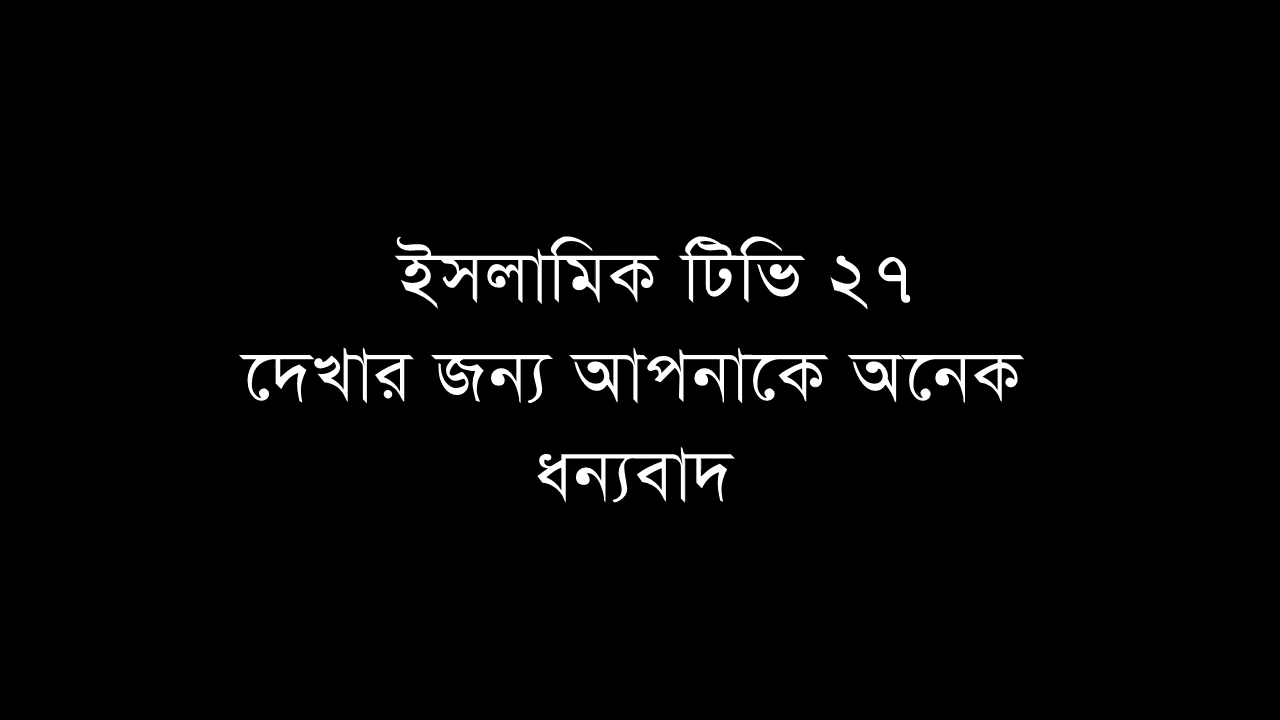 ইসলামিক টিভি ২৭
দেখার জন্য আপনাকে অনেক
ধন্যবাদ